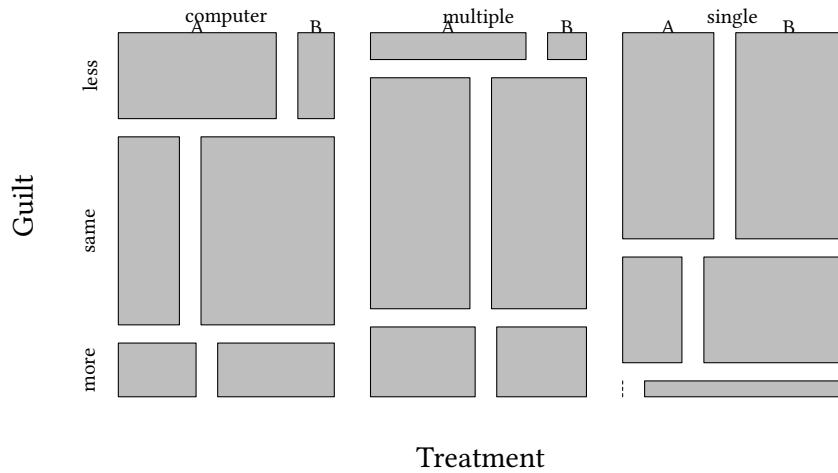 computer multiple single
A B A B A B
less
same
more
Guilt
Treatment